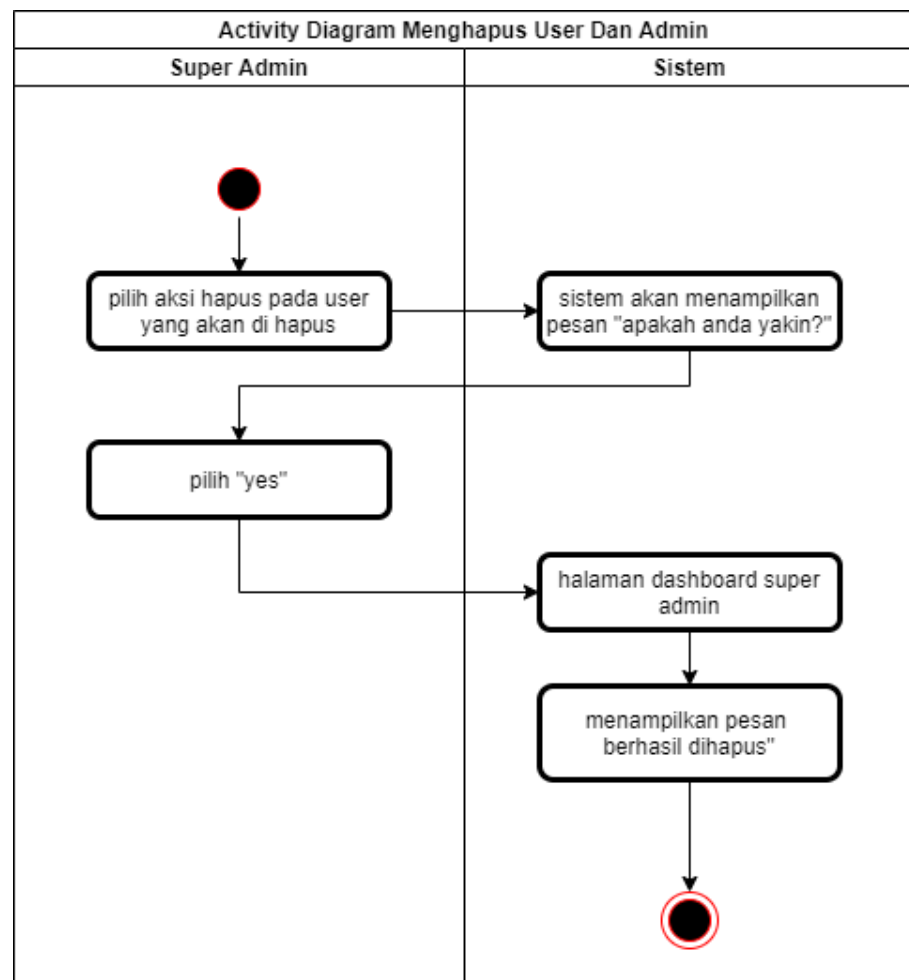 Activity Diagram Menghapus User Dan Admin
Super Admin
Sistem
pilih aksi hapus pada user
yang akan di hapus
sistem akan menampilkan
pesan "apakah anda yakin?"
pilih "yes"
halaman dashboard super
admin
menampilkan pesan
berhasil dihapus"